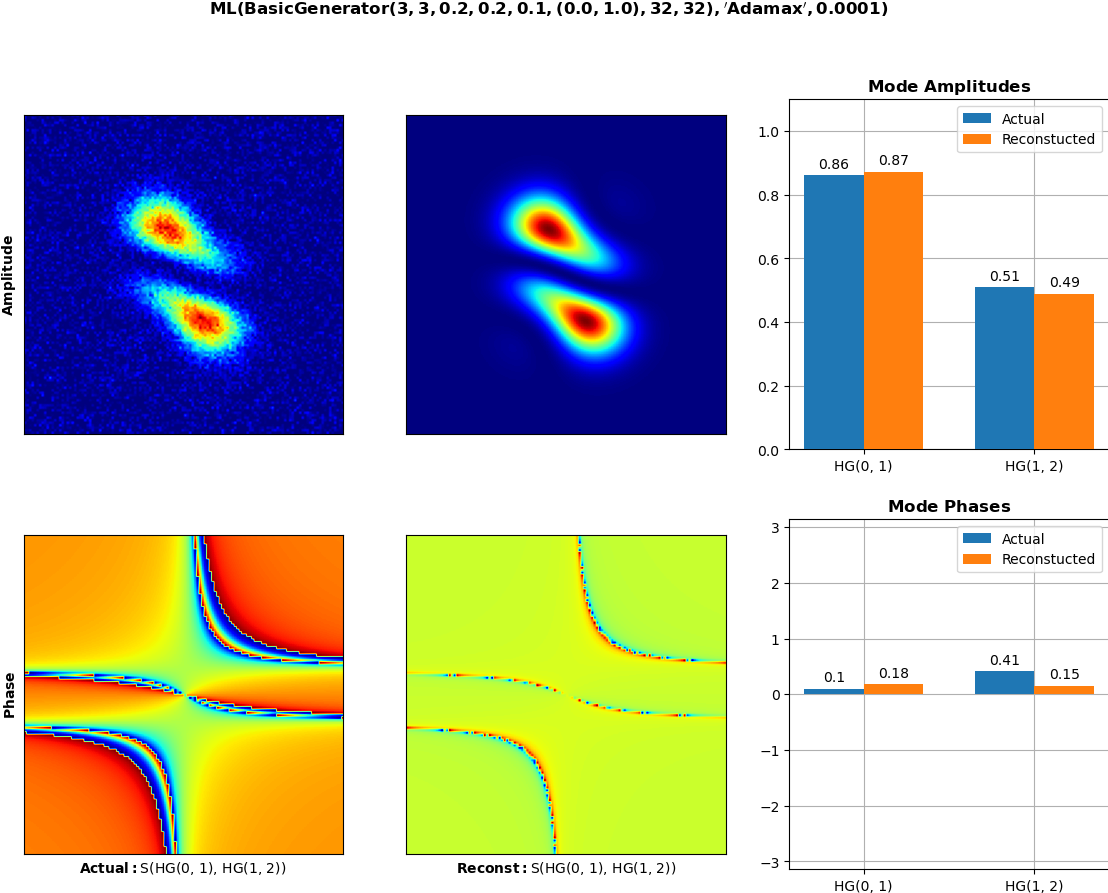 ML(BasicGenerator(3, 3, 0.2, 0.2, 0.1, (0.0, 1.0), 32, 32), 'Adamax', 0.0001)
Amplitude
Mode Amplitudes
Actual
Reconstucted
1.0
0.8
0.6
0.4
0.2
0.0
0.86
0.87
0.51
0.49
HG(0, 1)
HG(1, 2)
Phase
Actual: S(HG(0, 1), HG(1, 2))
Reconst: S(HG(0, 1), HG(1, 2))
Mode Phases
Actual
Reconstucted
3
2
1
0
−1
−2
−3
0.1
0.18
0.41
0.15
HG(0, 1)
HG(1, 2)